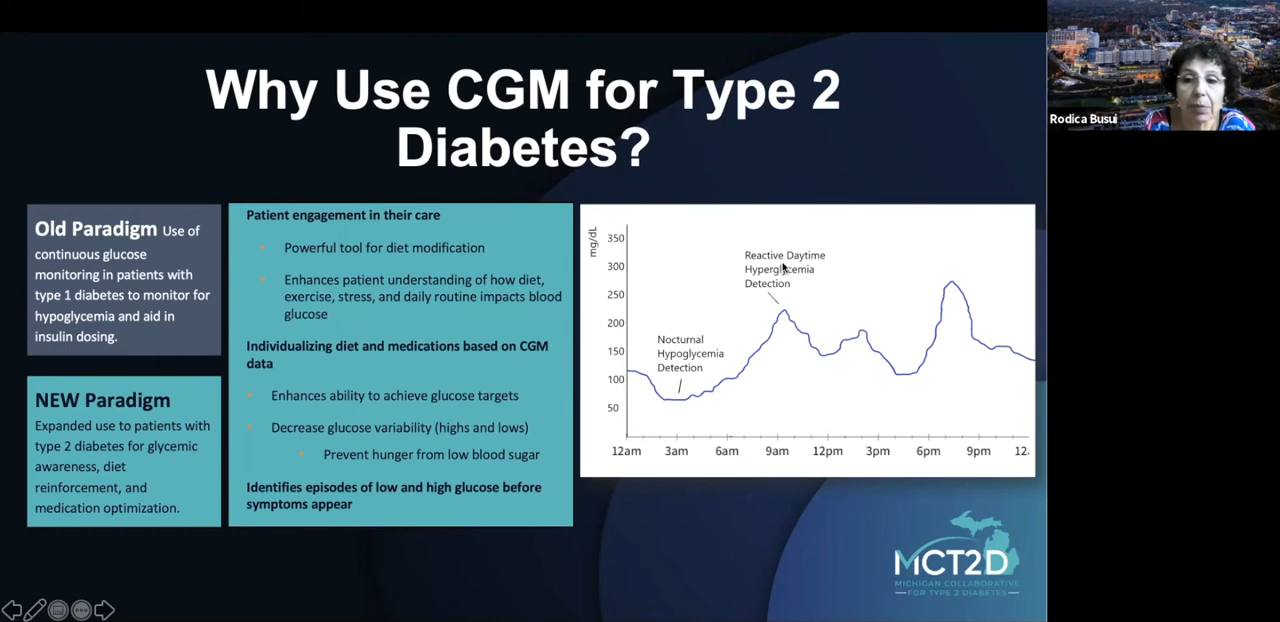 Why Use CGM for Type 2
Diabetes?
Rodica Busui
Old Paradigm Use of
continuous glucose
monitoring in patients with
type 1 diabetes to monitor for
hypoglycemia and aid in
insulin dosing.
NEW Paradigm
Expanded use to patients with
type 2 diabetes for glycemic
awareness, diet
reinforcement, and
medication optimization.
Patient engagement in their care
Powerful tool for diet modification
Enhances patient understanding of how diet,
exercise, stress, and daily routine impacts blood
glucose
Individualizing diet and medications based on CGM
data
Enhances ability to achieve glucose targets
Decrease glucose variability (highs and lows)
Prevent hunger from low blood sugar
Identifies episodes of low and high glucose before
symptoms appear
mg/dL
350
300
250
200
150
100
50
Reactive Daytime
Hyperglycemia
Detection
Nocturnal
Hypoglycemia
Detection
12am 3am 6am 9am 12pm 3pm 6pm 9pm 12
MCT2D
MICHIGAN COLLABORATIVE
FOR TYPE 2 DIABETES